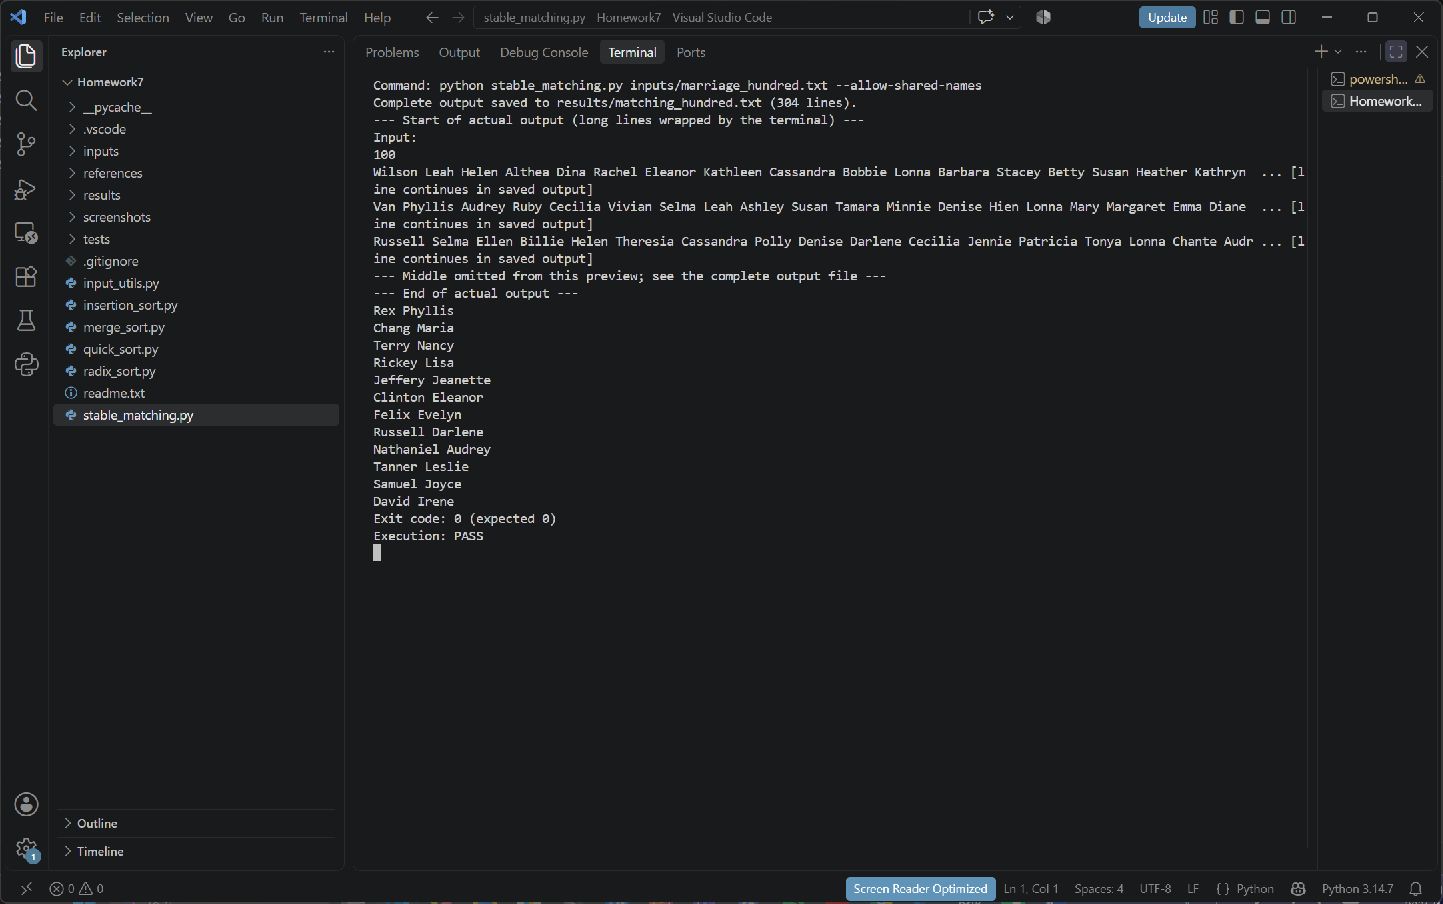 File Edit Selection View Go Run Terminal Help stable_matching.py Homework7 Visual Studio Code Update
Explorer
Homework7
__pycache__
.vscode
inputs
references
results
screenshots
tests
.gitignore
input_utils.py
insertion_sort.py
merge_sort.py
quick_sort.py
radix_sort.py
readme.txt
stable_matching.py
Outline
Timeline
Problems Output Debug Console Terminal Ports
Command: python stable_matching.py inputs/marriage_hundred.txt --allow-shared-names
Complete output saved to results/matching_hundred.txt (304 lines).
--- Start of actual output (long lines wrapped by the terminal) ---
Input:
100
Wilson Leah Helen Althea Dina Rachel Eleanor Kathleen Cassandra Bobbie Lonna Barbara Stacey Betty Susan Heather Kathryn ... [l
ine continues in saved output]
Van Phyllis Audrey Ruby Cecilia Vivian Selma Leah Ashley Susan Tamara Minnie Denise Hien Lonna Mary Margaret Emma Diane ... [l
ine continues in saved output]
Russell Selma Ellen Billie Helen Theresia Cassandra Polly Denise Darlene Cecilia Jennie Patricia Tonya Lonna Chante Audr ... [l
ine continues in saved output]
--- Middle omitted from this preview; see the complete output file ---
--- End of actual output ---
Rex Phyllis
Chang Maria
Terry Nancy
Rickey Lisa
Jeffery Jeanette
Clinton Eleanor
Felix Evelyn
Russell Darlene
Nathaniel Audrey
Tanner Leslie
Samuel Joyce
David Irene
Exit code: 0 (expected 0)
Execution: PASS
powersh...
Homework...
1
0 0 Screen Reader Optimized Ln 1, Col 1 Spaces: 4 UTF-8 LF { } Python Python 3.14.7